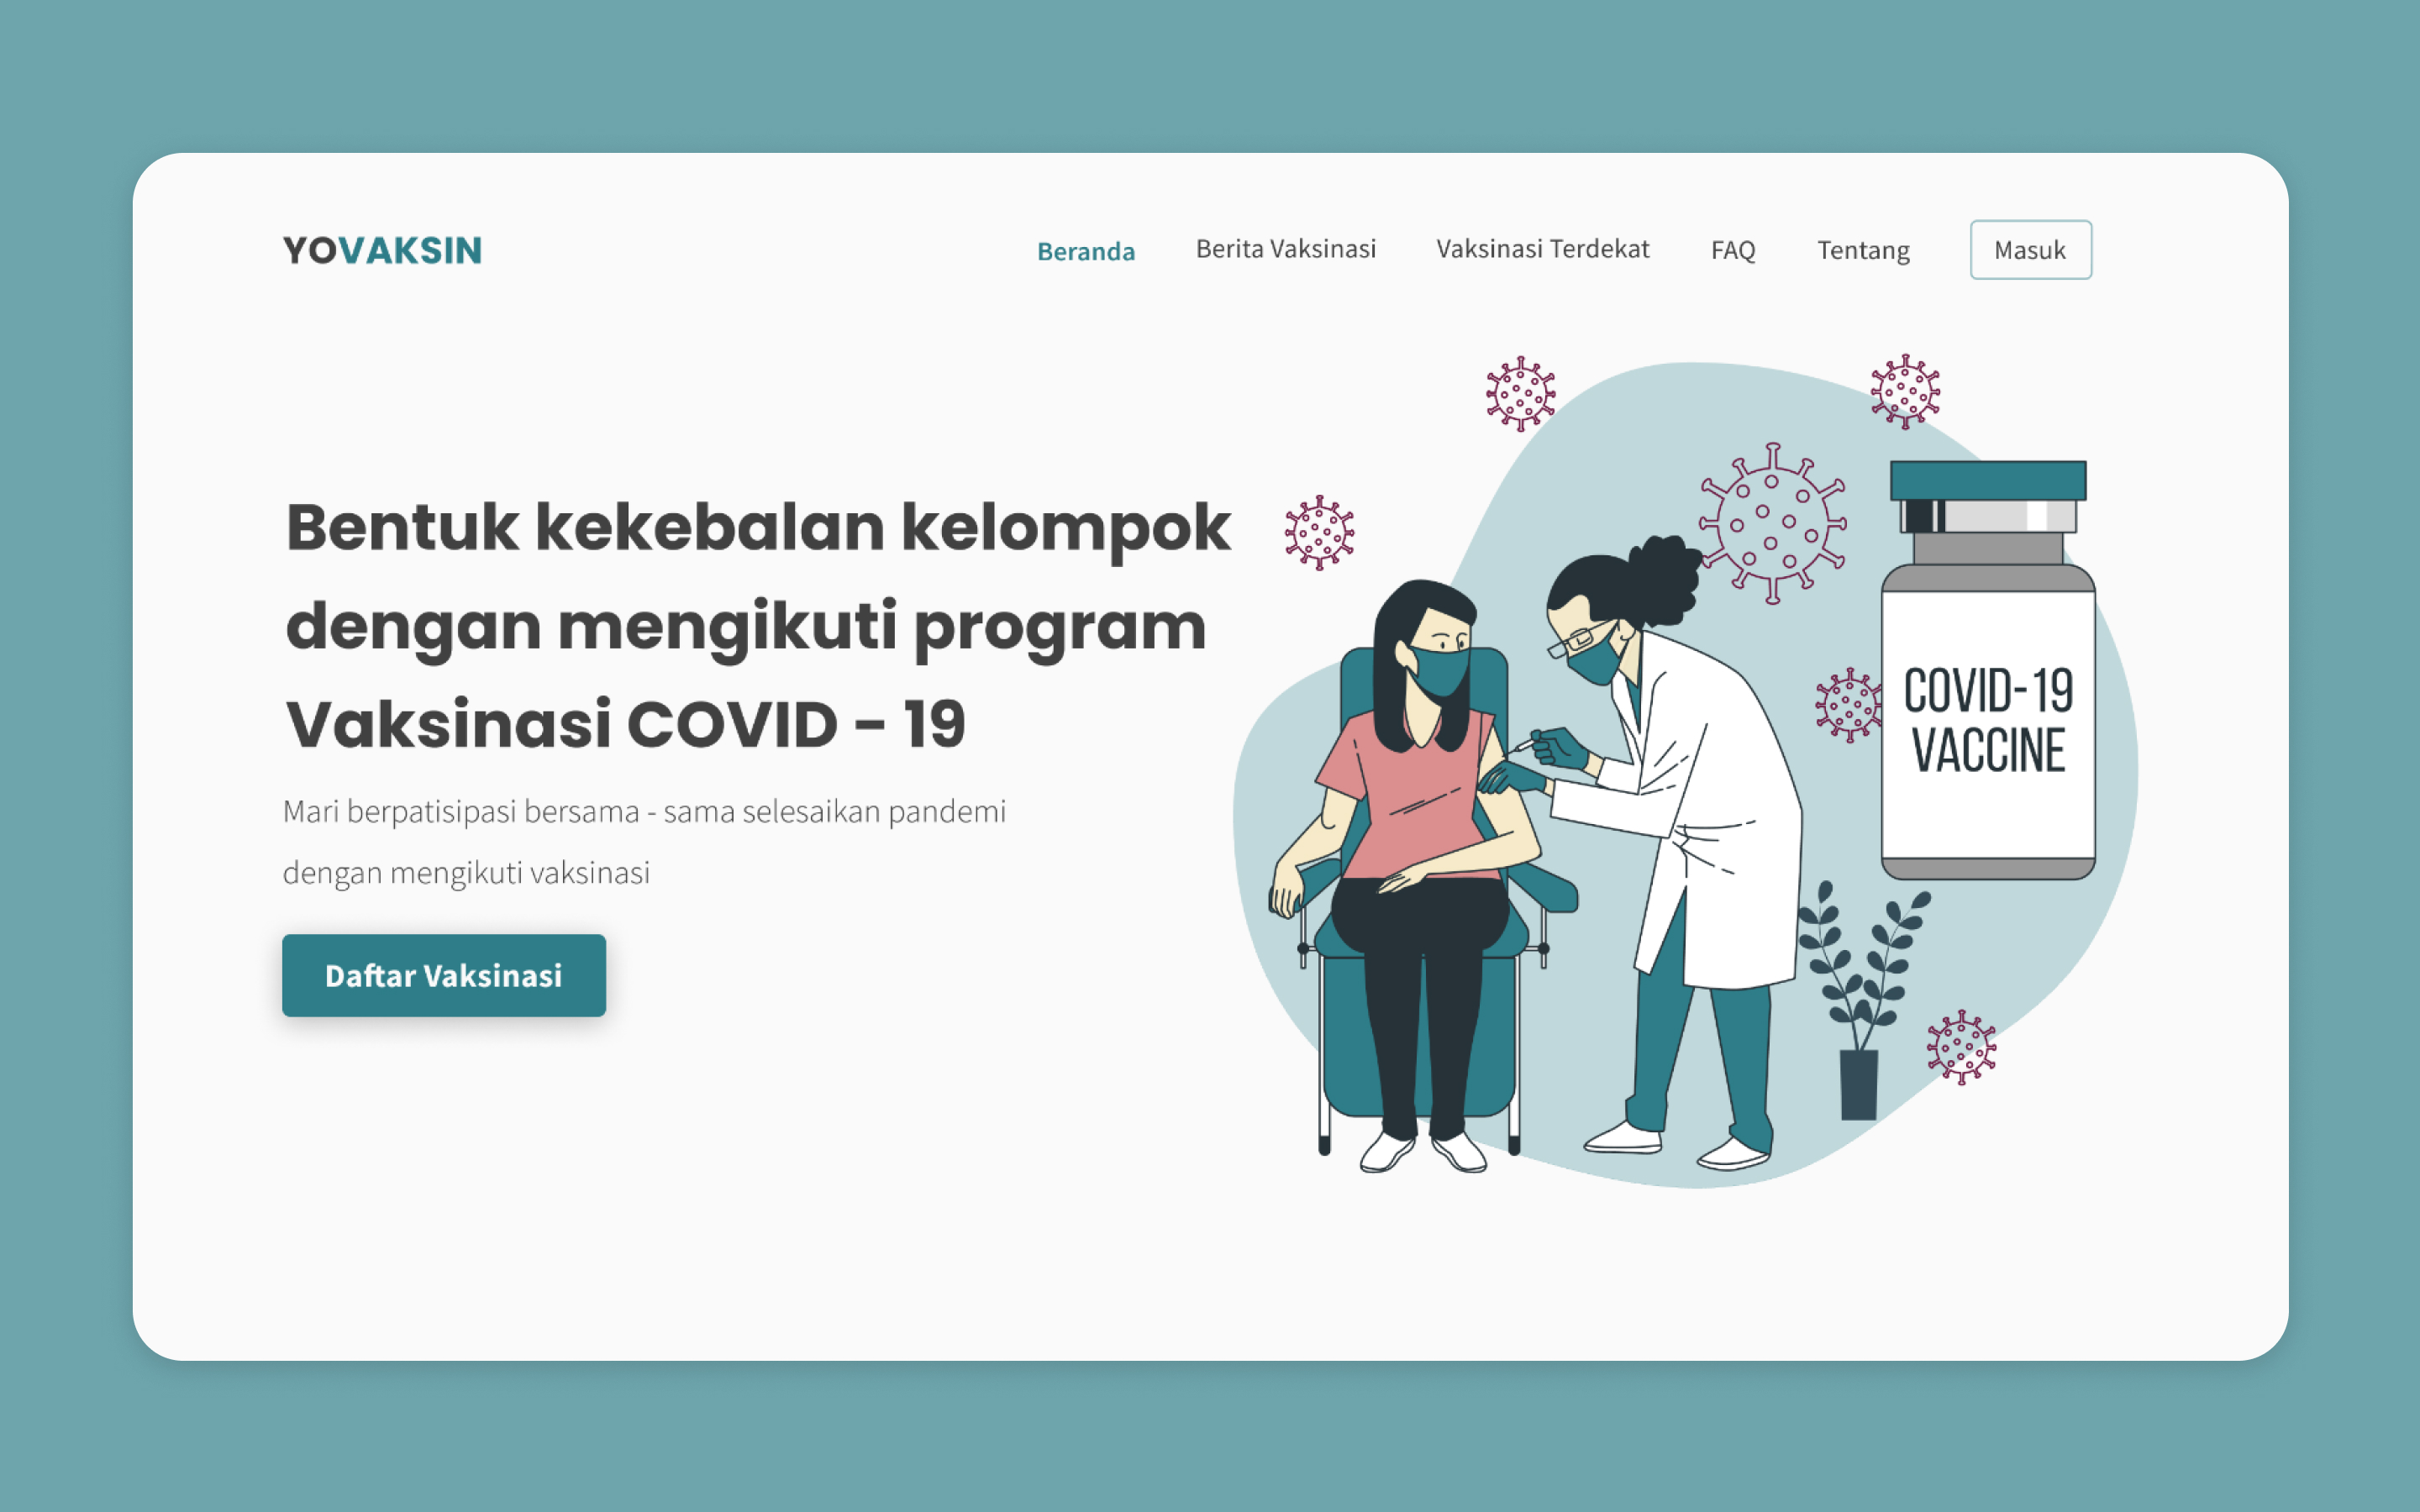 YOVAKSIN
Beranda
Berita Vaksinasi
Vaksinasi Terdekat
FAQ
Tentang
Masuk
Bentuk kekebalan kelompok
dengan mengikuti program
Vaksinasi COVID - 19
Mari berpatisipasi bersama - sama selesaikan pandemi
dengan mengikuti vaksinasi
Daftar Vaksinasi
COVID-19
VACCINE